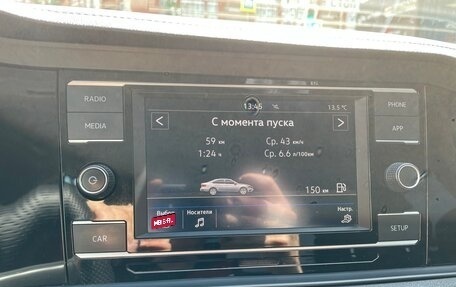 RADIO
MEDIA
CAR
PHONE
APP
SETUP
13:45
13.5 °C
< С момента пуска >
59 км
Ср. 43 км/ч
1:24 ч
Ср. 6.6 л/100км
150 км
Выбор
Носители
Настр.